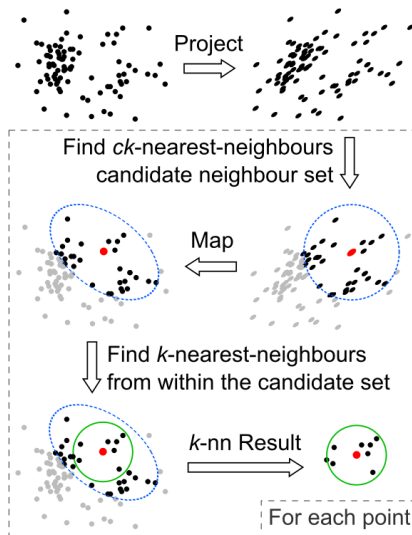 Project
Find ck-nearest-neighbours
candidate neighbour set
Map
Find k-nearest-neighbours
from within the candidate set
k-nn Result
For each point